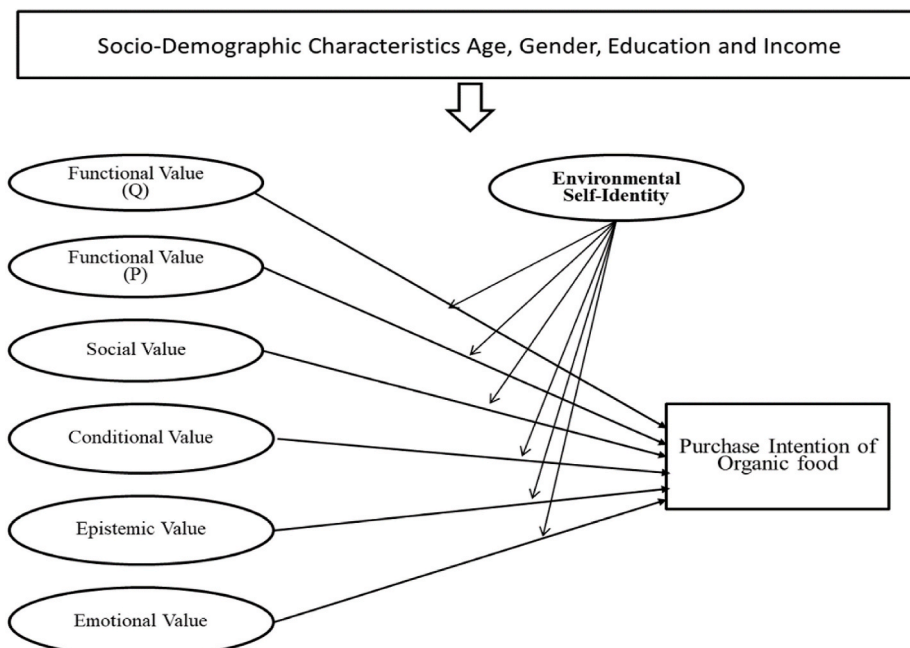 Socio-Demographic Characteristics Age, Gender, Education and Income
Functional Value
(Q)
Environmental
Self-Identity
Functional Value
(P)
Social Value
Conditional Value
Purchase Intention of
Organic food
Epistemic Value
Emotional Value